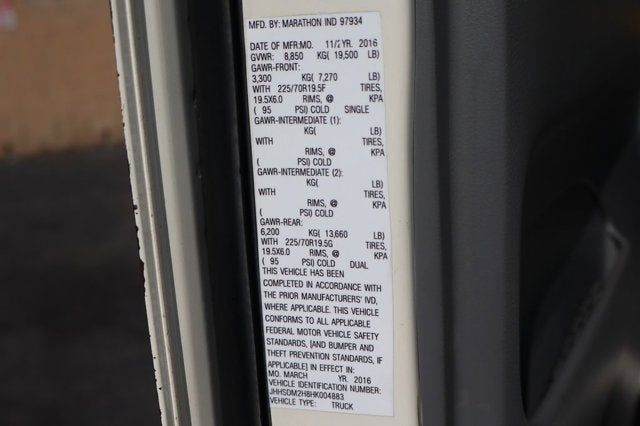 MFD. BY: MARATHON IND 97934
DATE OF MFR:MO. 11/2 YR. 2016
GVWR: 8,850 KG( 19,500 LB)
GAWR-FRONT:
3,300 KG( 7,270 LB)
WITH 225/70R19.5F TIRES,
19.5X6.0 RIMS, @ KPA
( 95 PSI) COLD SINGLE
GAWR-INTERMEDIATE (1):
KG( LB)
WITH TIRES,
RIMS, @ KPA
( PSI) COLD
GAWR-INTERMEDIATE (2):
KG( LB)
WITH TIRES,
RIMS, @ KPA
( PSI) COLD
GAWR-REAR:
6,200 KG( 13,660 LB)
WITH 225/70R19.5G TIRES,
19.5X6.0 RIMS, @ KPA
( 95 PSI) COLD DUAL
THIS VEHICLE HAS BEEN
COMPLETED IN ACCORDANCE WITH
THE PRIOR MANUFACTURERS' IVD,
WHERE APPLICABLE. THIS VEHICLE
CONFORMS TO ALL APPLICABLE
FEDERAL MOTOR VEHICLE SAFETY
STANDARDS, [AND BUMPER AND
THEFT PREVENTION STANDARDS, IF
APPLICABLE] IN EFFECT IN:
MO. MARCH YR. 2016
VEHICLE IDENTIFICATION NUMBER:
JHHSDM2H8HK004883
VEHICLE TYPE: TRUCK